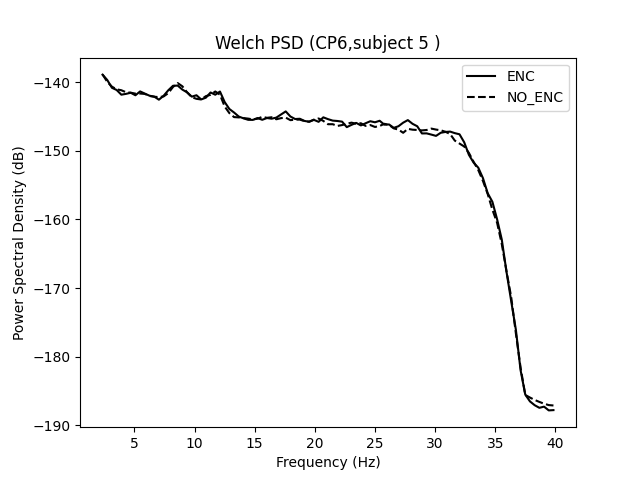 Welch PSD (CP6,subject 5 )
ENC
NO_ENC
−140
−150
−160
−170
−180
−190
Power Spectral Density (dB)
5 10 15 20 25 30 35 40
Frequency (Hz)